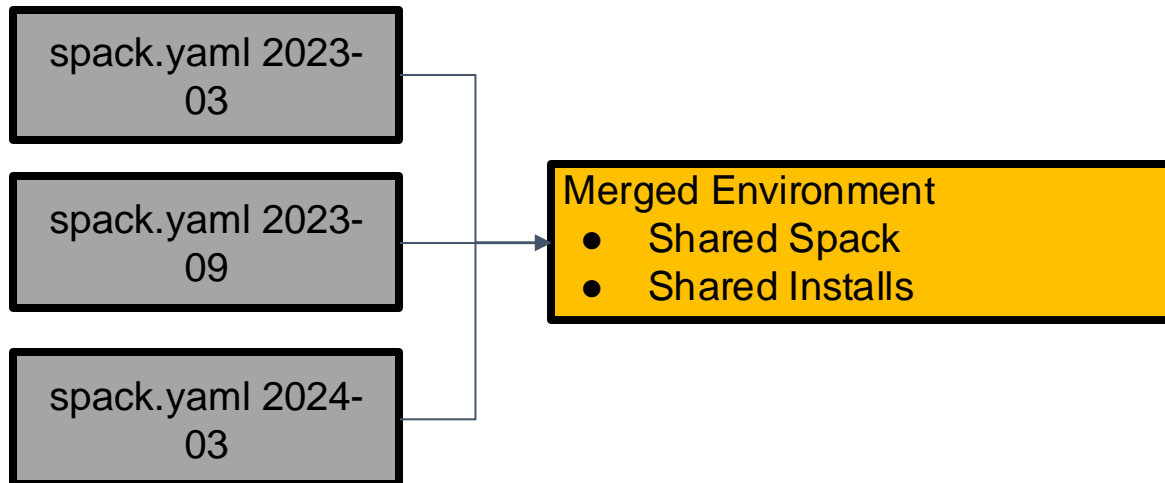 spack.yaml 2023-
03
spack.yaml 2023-
09
spack.yaml 2024-
03
Merged Environment
● Shared Spack
● Shared Installs